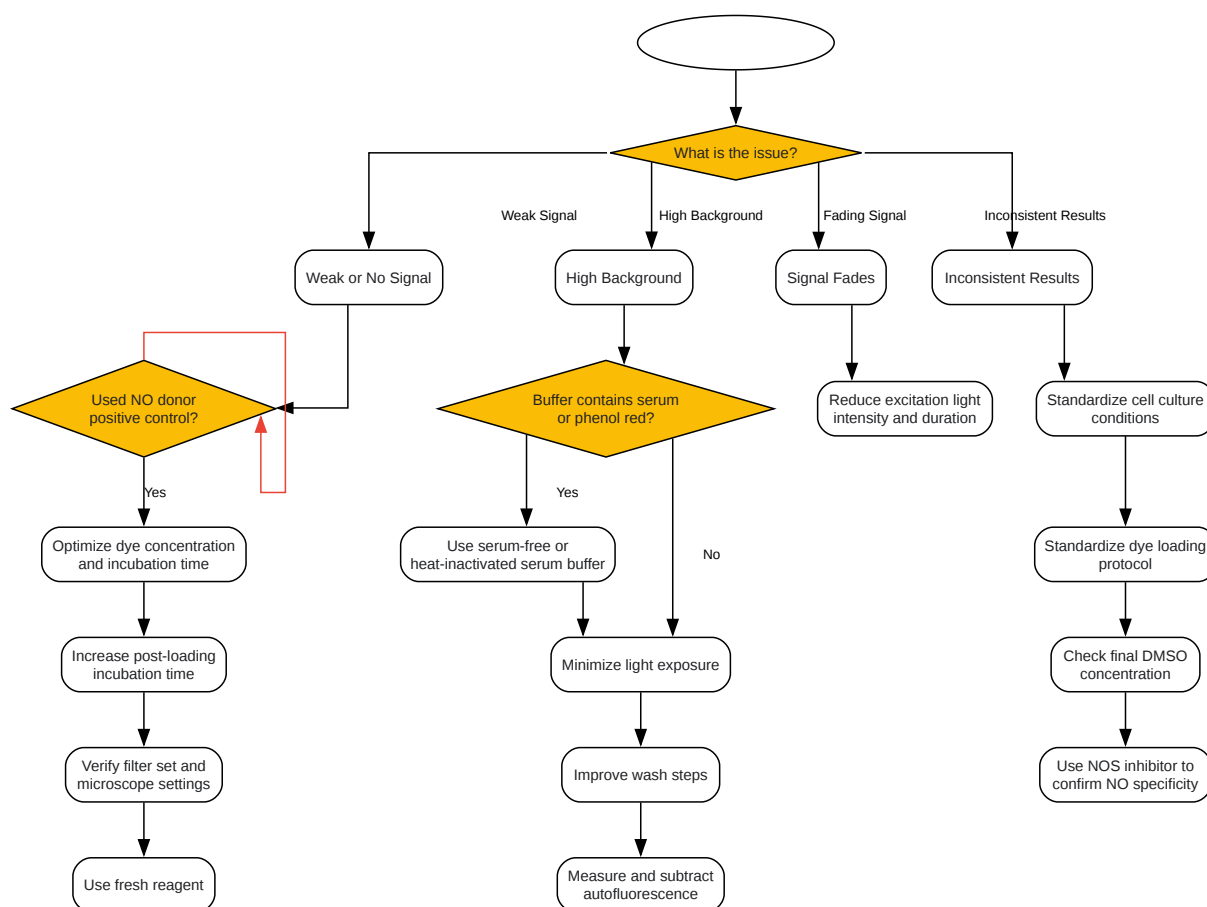 What is the issue?
Weak Signal
High Background
Fading Signal
Inconsistent Results
Weak or No Signal
High Background
Signal Fades
Inconsistent Results
Used NO donor
positive control?
Buffer contains serum
or phenol red?
Reduce excitation light
intensity and duration
Standardize cell culture
conditions
Yes
Yes
No
Optimize dye concentration
and incubation time
Use serum-free or
heat-inactivated serum buffer
Standardize dye loading
protocol
Increase post-loading
incubation time
Minimize light exposure
Check final DMSO
concentration
Verify filter set and
microscope settings
Improve wash steps
Use NOS inhibitor to
confirm NO specificity
Use fresh reagent
Measure and subtract
autofluorescence